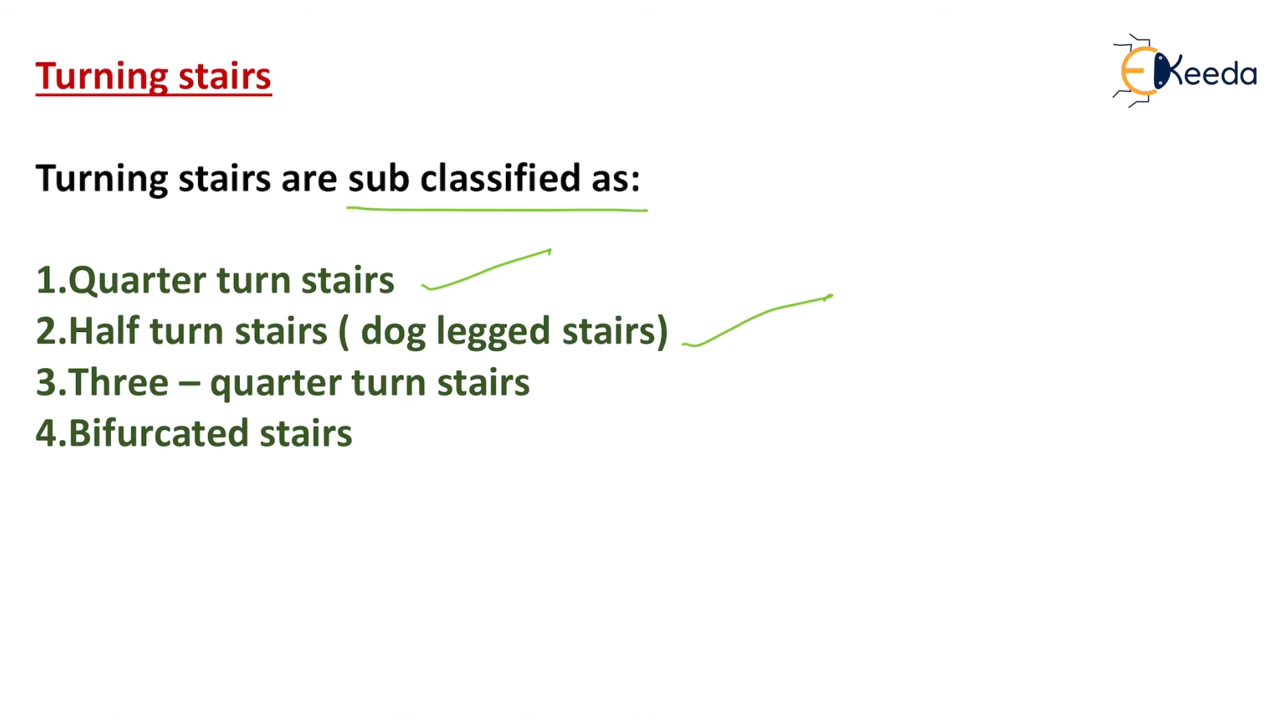 Turning stairs
EKeeda
Turning stairs are sub classified as:
1.Quarter turn stairs
2.Half turn stairs ( dog legged stairs)
3.Three – quarter turn stairs
4.Bifurcated stairs